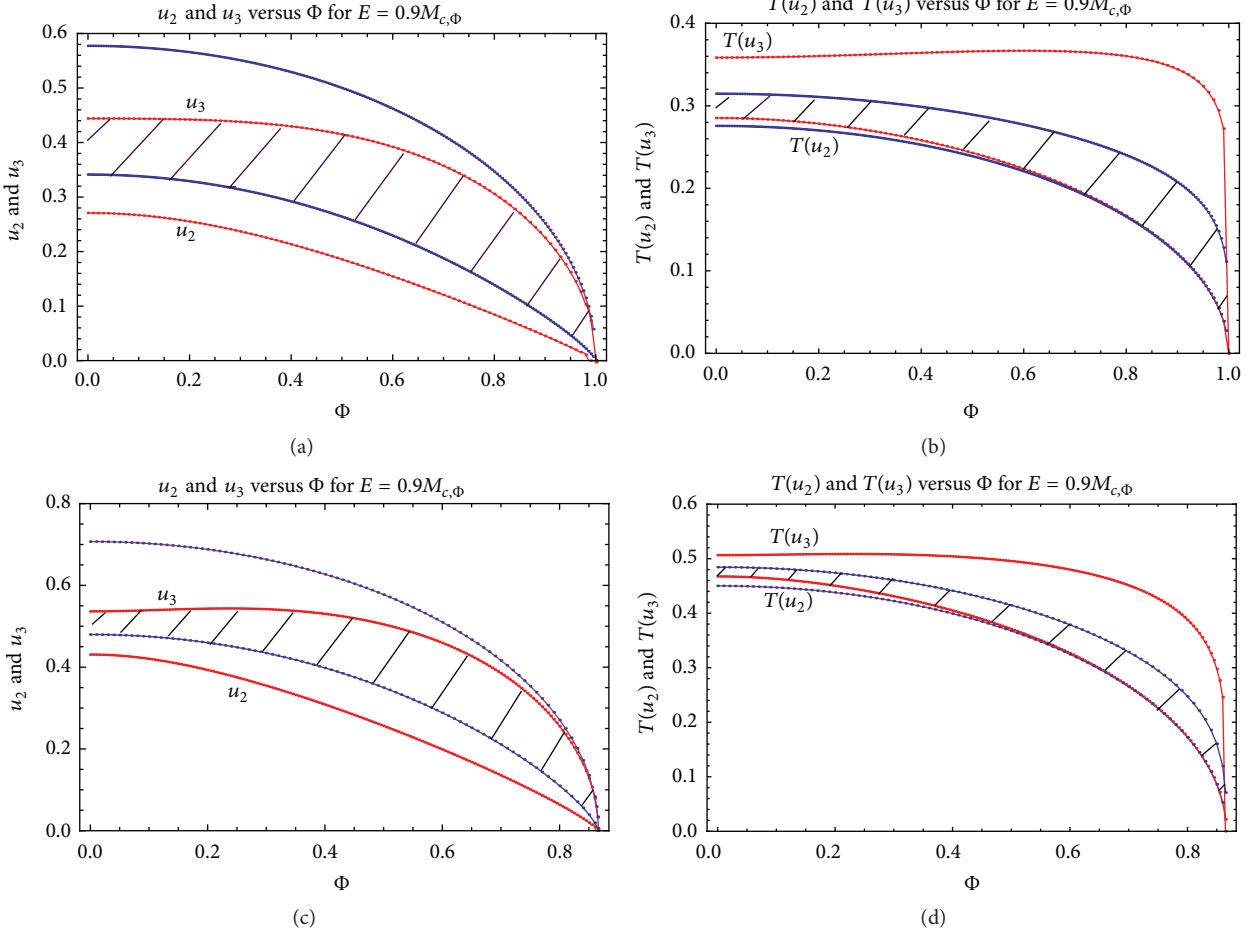 u₂ and u₃ versus Φ for E = 0.9M_{c,Φ}
0.6
0.5
0.4
0.3
0.2
0.1
0.0
u₂ and u₃
u₃
u₂
0.0
0.2
0.4
0.6
0.8
1.0
Φ
(a)
T(u₂) and T(u₃) versus Φ for E = 0.9M_{c,Φ}
0.4
0.3
0.2
0.1
0.0
T(u₂) and T(u₃)
T(u₃)
T(u₂)
0.0
0.2
0.4
0.6
0.8
1.0
Φ
(b)
u₂ and u₃ versus Φ for E = 0.9M_{c,Φ}
0.8
0.6
0.4
0.2
0.0
u₂ and u₃
u₃
u₂
0.0
0.2
0.4
0.6
0.8
Φ
(c)
T(u₂) and T(u₃) versus Φ for E = 0.9M_{c,Φ}
0.6
0.5
0.4
0.3
0.2
0.1
0.0
T(u₂) and T(u₃)
T(u₃)
T(u₂)
0.0
0.2
0.4
0.6
0.8
Φ
(d)